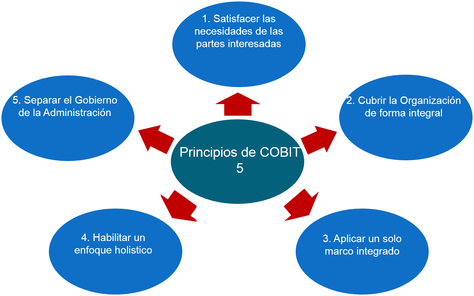 1. Satisfacer las
necesidades de las
partes interesadas
5. Separar el Gobierno
de la Administración
2. Cubrir la Organización
de forma integral
Principios de COBIT
5
4. Habilitar un
enfoque holistico
3. Aplicar un solo
marco integrado